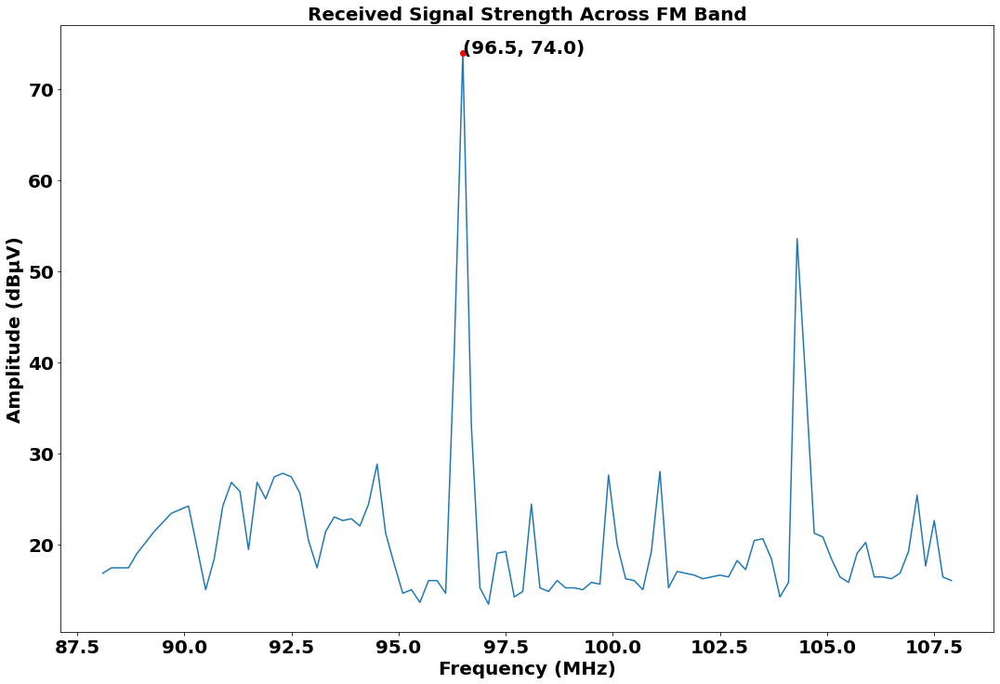 Received Signal Strength Across FM Band
(96.5, 74.0)
Amplitude (dBμV)
70
60
50
40
30
20
87.5 90.0 92.5 95.0 97.5 100.0 102.5 105.0 107.5
Frequency (MHz)